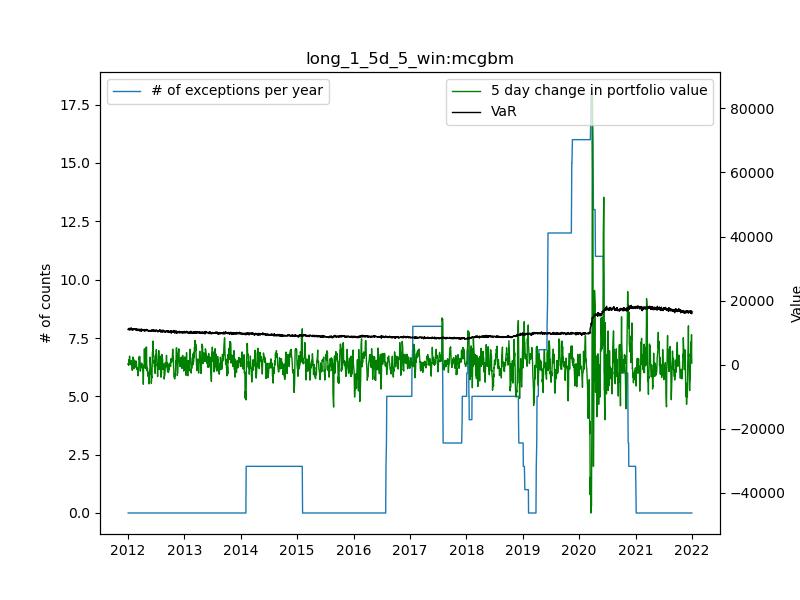 long_1_5d_5_win:mcgbm
# of exceptions per year
5 day change in portfolio value
VaR
17.5
15.0
12.5
10.0
7.5
5.0
2.5
0.0
# of counts
80000
60000
40000
20000
0
−20000
−40000
Value
2012 2013 2014 2015 2016 2017 2018 2019 2020 2021 2022